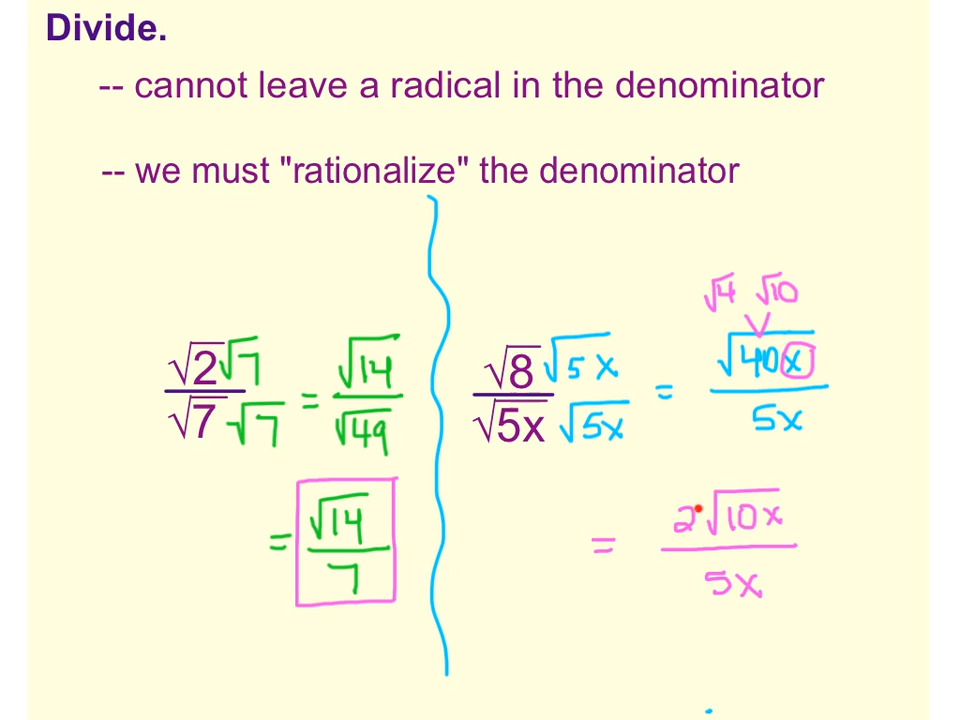 Divide.
-- cannot leave a radical in the denominator
-- we must "rationalize" the denominator
√2 √7 / √7 √7 = √14 / √49
= √14 / 7
√4 √10
√8 √5x / √5x √5x = √40x / 5x
= 2·√10x / 5x